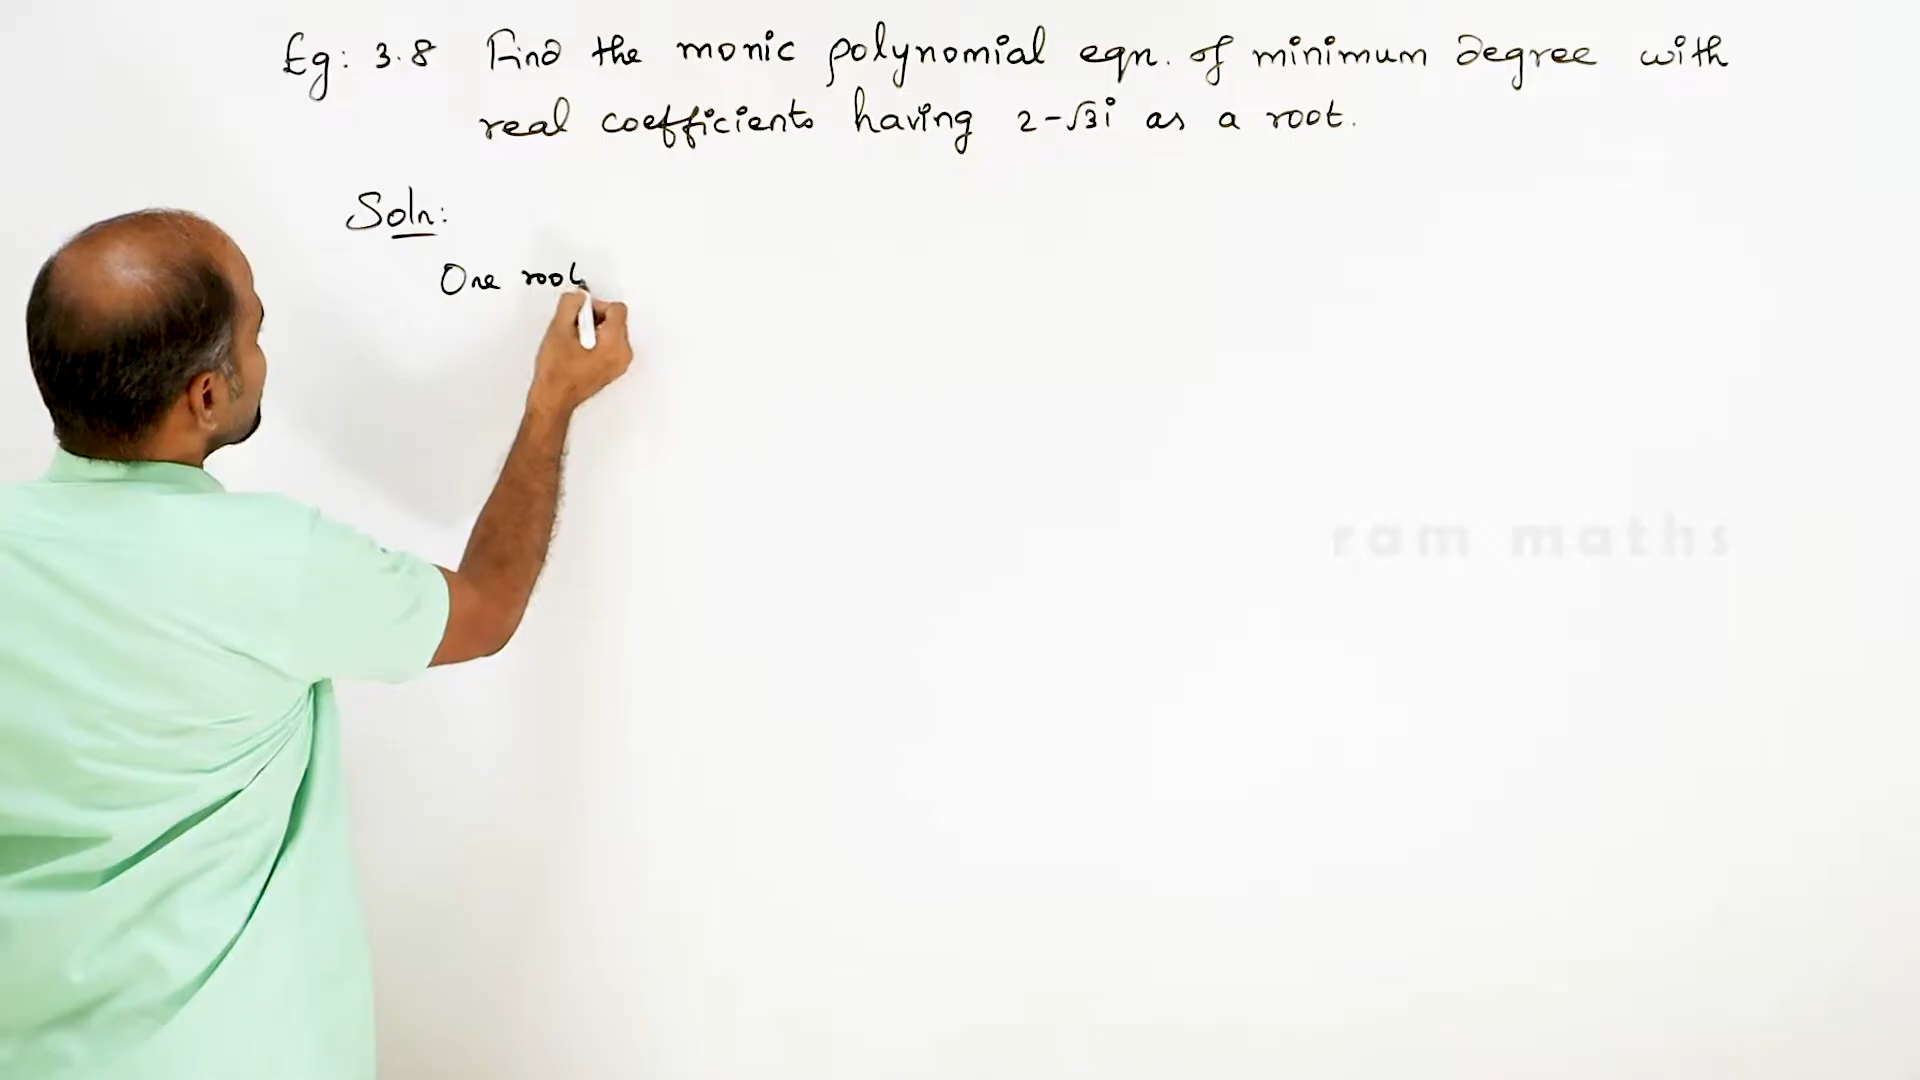 Eg: 3.8 Find the monic polynomial eqn. of minimum degree with
real coefficients having 2-√3i as a root.
Soln:
One root
ram maths